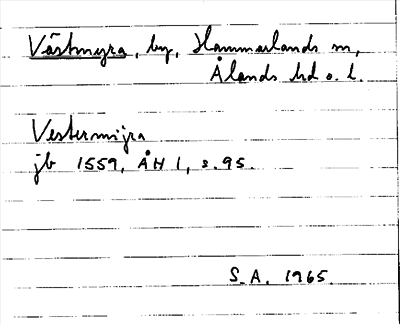 Västmyra, by, Hammarlands sn,
Ålands hd o. l.
Vestermijra
jb 1559, ÅH 1, s. 95.
S.A. 1965.